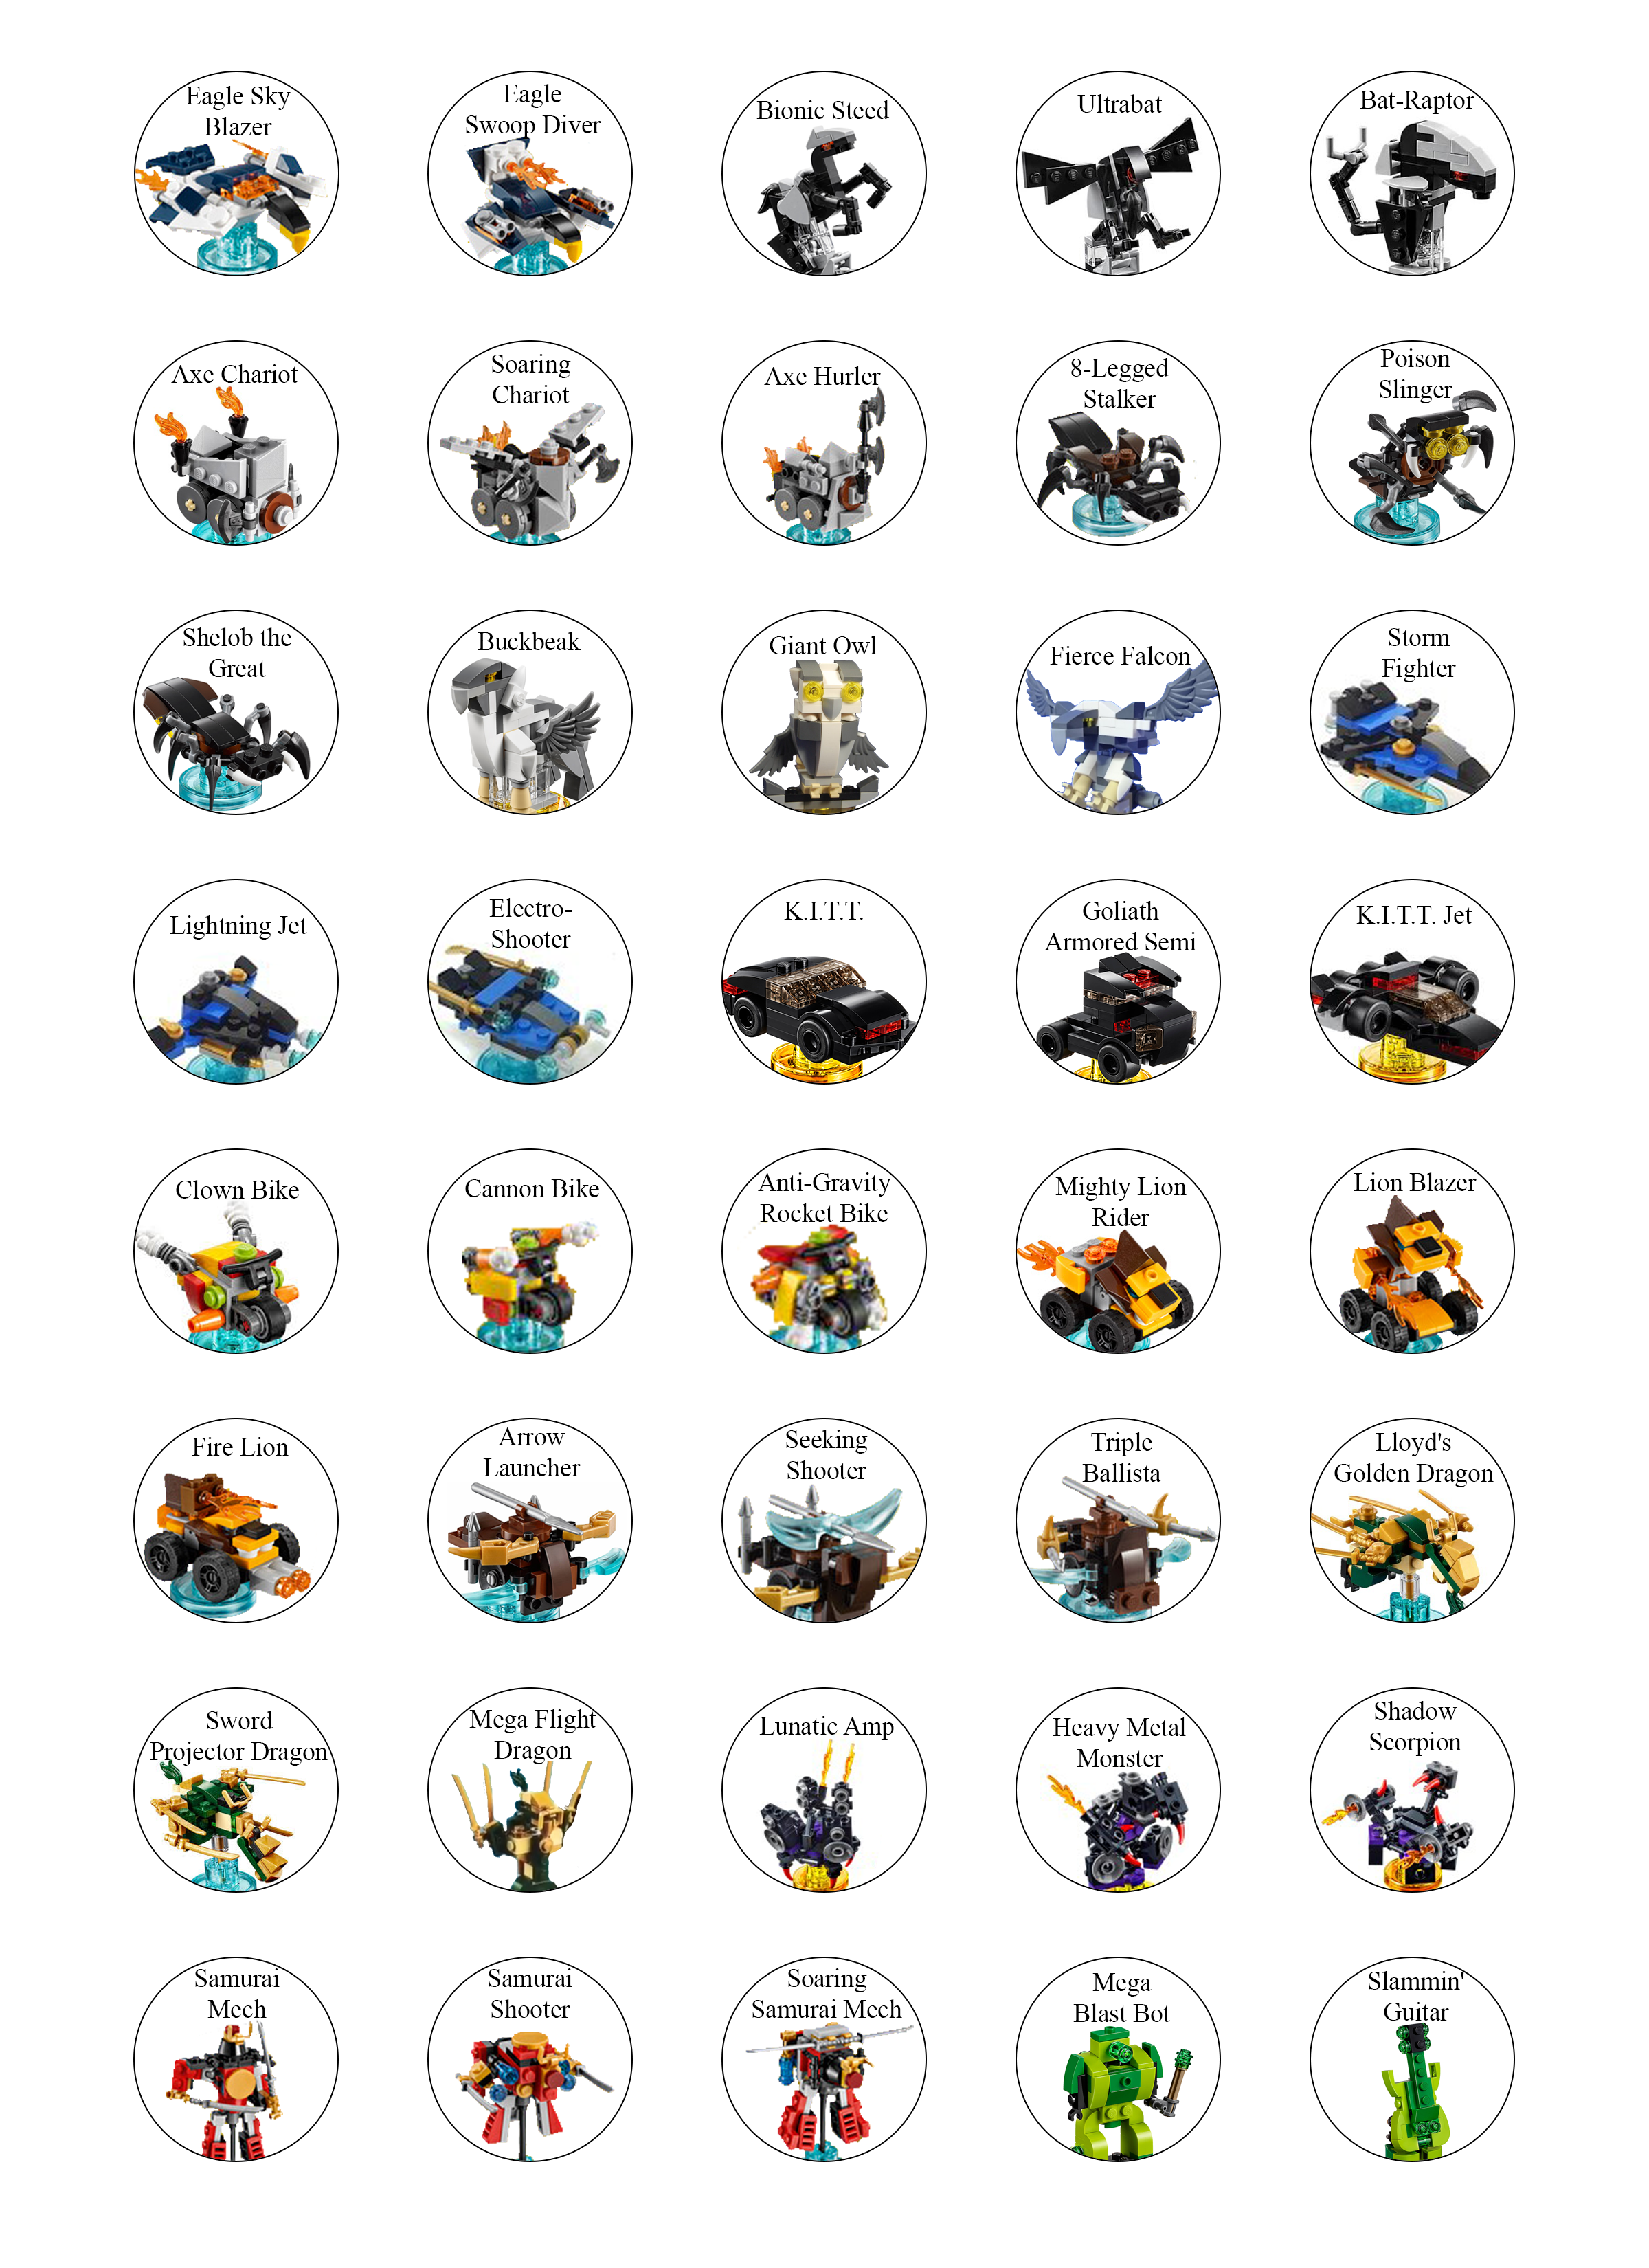 Eagle Sky
Blazer
Eagle
Swoop Diver
Bionic Steed
Ultrabat
Bat-Raptor
Axe Chariot
Soaring
Chariot
Axe Hurler
8-Legged
Stalker
Poison
Slinger
Shelob the
Great
Buckbeak
Giant Owl
Fierce Falcon
Storm
Fighter
Lightning Jet
Electro-
Shooter
K.I.T.T.
Goliath
Armored Semi
K.I.T.T. Jet
Clown Bike
Cannon Bike
Anti-Gravity
Rocket Bike
Mighty Lion
Rider
Lion Blazer
Fire Lion
Arrow
Launcher
Seeking
Shooter
Triple
Ballista
Lloyd's
Golden Dragon
Sword
Projector Dragon
Mega Flight
Dragon
Lunatic Amp
Heavy Metal
Monster
Shadow
Scorpion
Samurai
Mech
Samurai
Shooter
Soaring
Samurai Mech
Mega
Blast Bot
Slammin'
Guitar